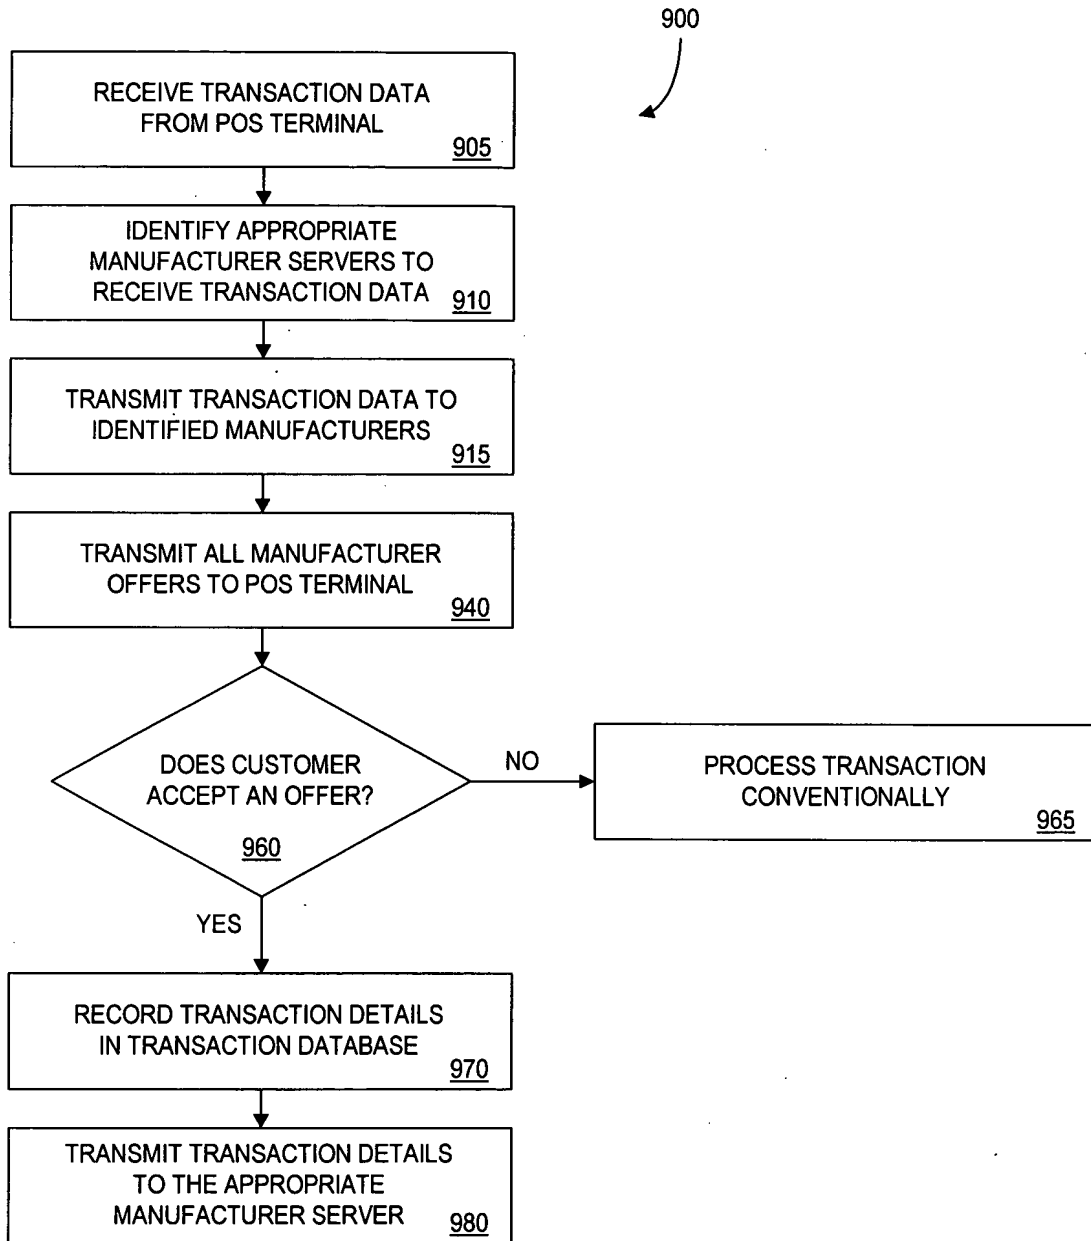 900
RECEIVE TRANSACTION DATA
FROM POS TERMINAL
905
IDENTIFY APPROPRIATE
MANUFACTURER SERVERS TO
RECEIVE TRANSACTION DATA
910
TRANSMIT TRANSACTION DATA TO
IDENTIFIED MANUFACTURERS
915
TRANSMIT ALL MANUFACTURER
OFFERS TO POS TERMINAL
940
DOES CUSTOMER
ACCEPT AN OFFER?
960
NO
PROCESS TRANSACTION
CONVENTIONALLY
965
YES
RECORD TRANSACTION DETAILS
IN TRANSACTION DATABASE
970
TRANSMIT TRANSACTION DETAILS
TO THE APPROPRIATE
MANUFACTURER SERVER
980